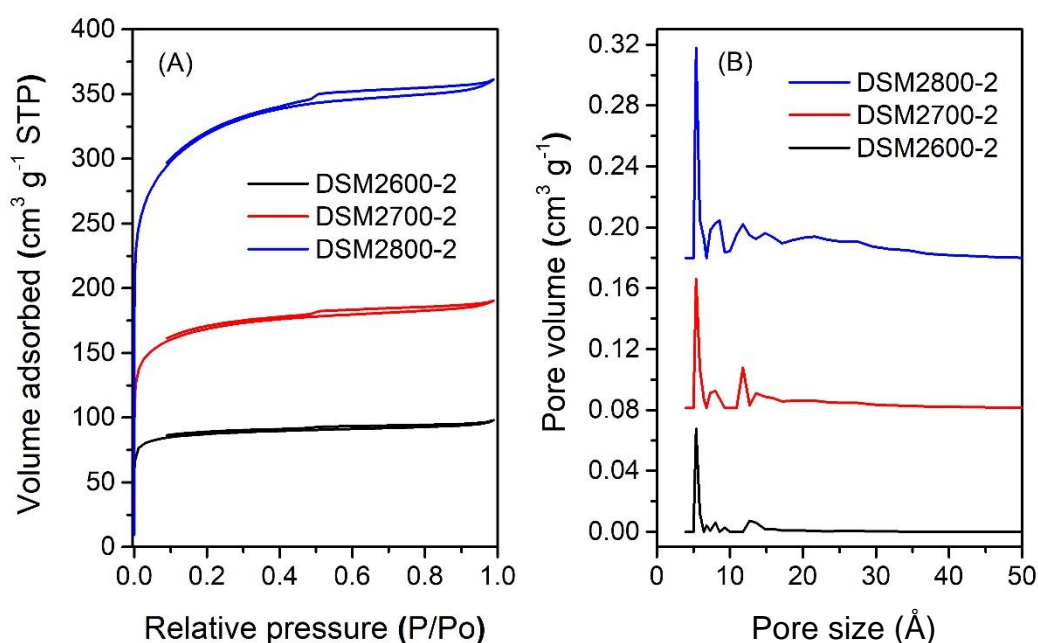 (A)
Volume adsorbed (cm³ g⁻¹ STP)
400
350
300
250
200
150
100
50
0
DSM2600-2
DSM2700-2
DSM2800-2
0.0 0.2 0.4 0.6 0.8 1.0
Relative pressure (P/Po)
(B)
Pore volume (cm³ g⁻¹)
0.32
0.28
0.24
0.20
0.16
0.12
0.08
0.04
0.00
DSM2800-2
DSM2700-2
DSM2600-2
0 10 20 30 40 50
Pore size (Å)